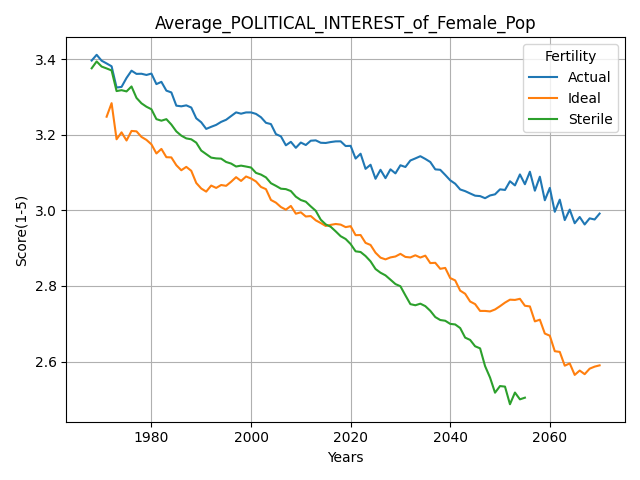 Average_POLITICAL_INTEREST_of_Female_Pop
Fertility
Actual
Ideal
Sterile
Score(1-5)
3.4
3.2
3.0
2.8
2.6
1980
2000
2020
2040
2060
Years